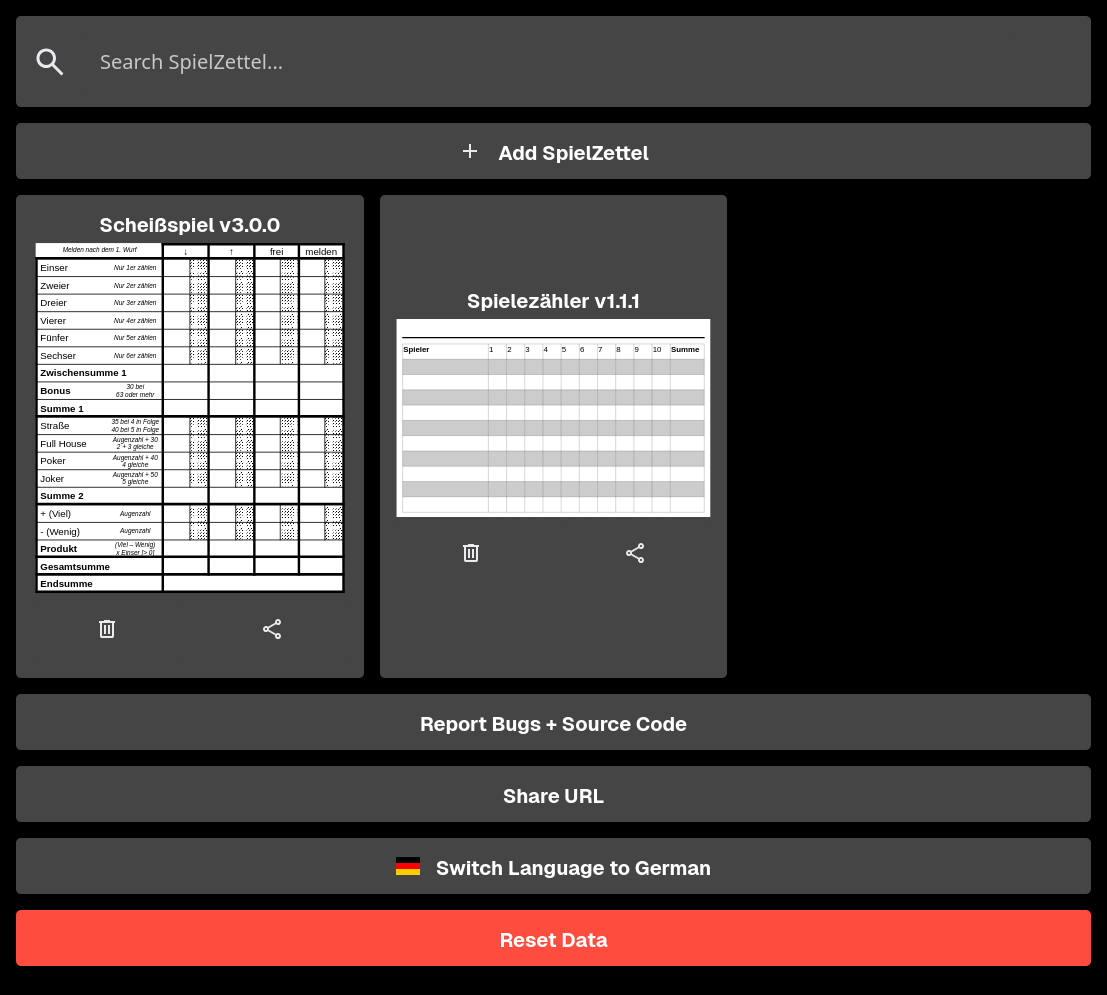 Search SpielZettel...
Add SpielZettel
Scheißspiel v3.0.0
Melden nach dem 1. Wurf ↓ ↑ frei melden
Einser Nur 1er zählen
Zweier Nur 2er zählen
Dreier Nur 3er zählen
Vierer Nur 4er zählen
Fünfer Nur 5er zählen
Sechser Nur 6er zählen
Zwischensumme 1
Bonus 30 bei
63 oder mehr
Summe 1
Straße 35 bei 4 in Folge
40 bei 5 in Folge
Full House Augenzahl + 30
2 + 3 gleiche
Poker Augenzahl + 40
4 gleiche
Joker Augenzahl + 50
5 gleiche
Summe 2
+ (Viel) Augenzahl
- (Wenig) Augenzahl
Produkt (Viel – Wenig)
x Einser [> 0]
Gesamtsumme
Endsumme
Spielezähler v1.1.1
Spieler 1 2 3 4 5 6 7 8 9 10 Summe
Report Bugs + Source Code
Share URL
Switch Language to German
Reset Data